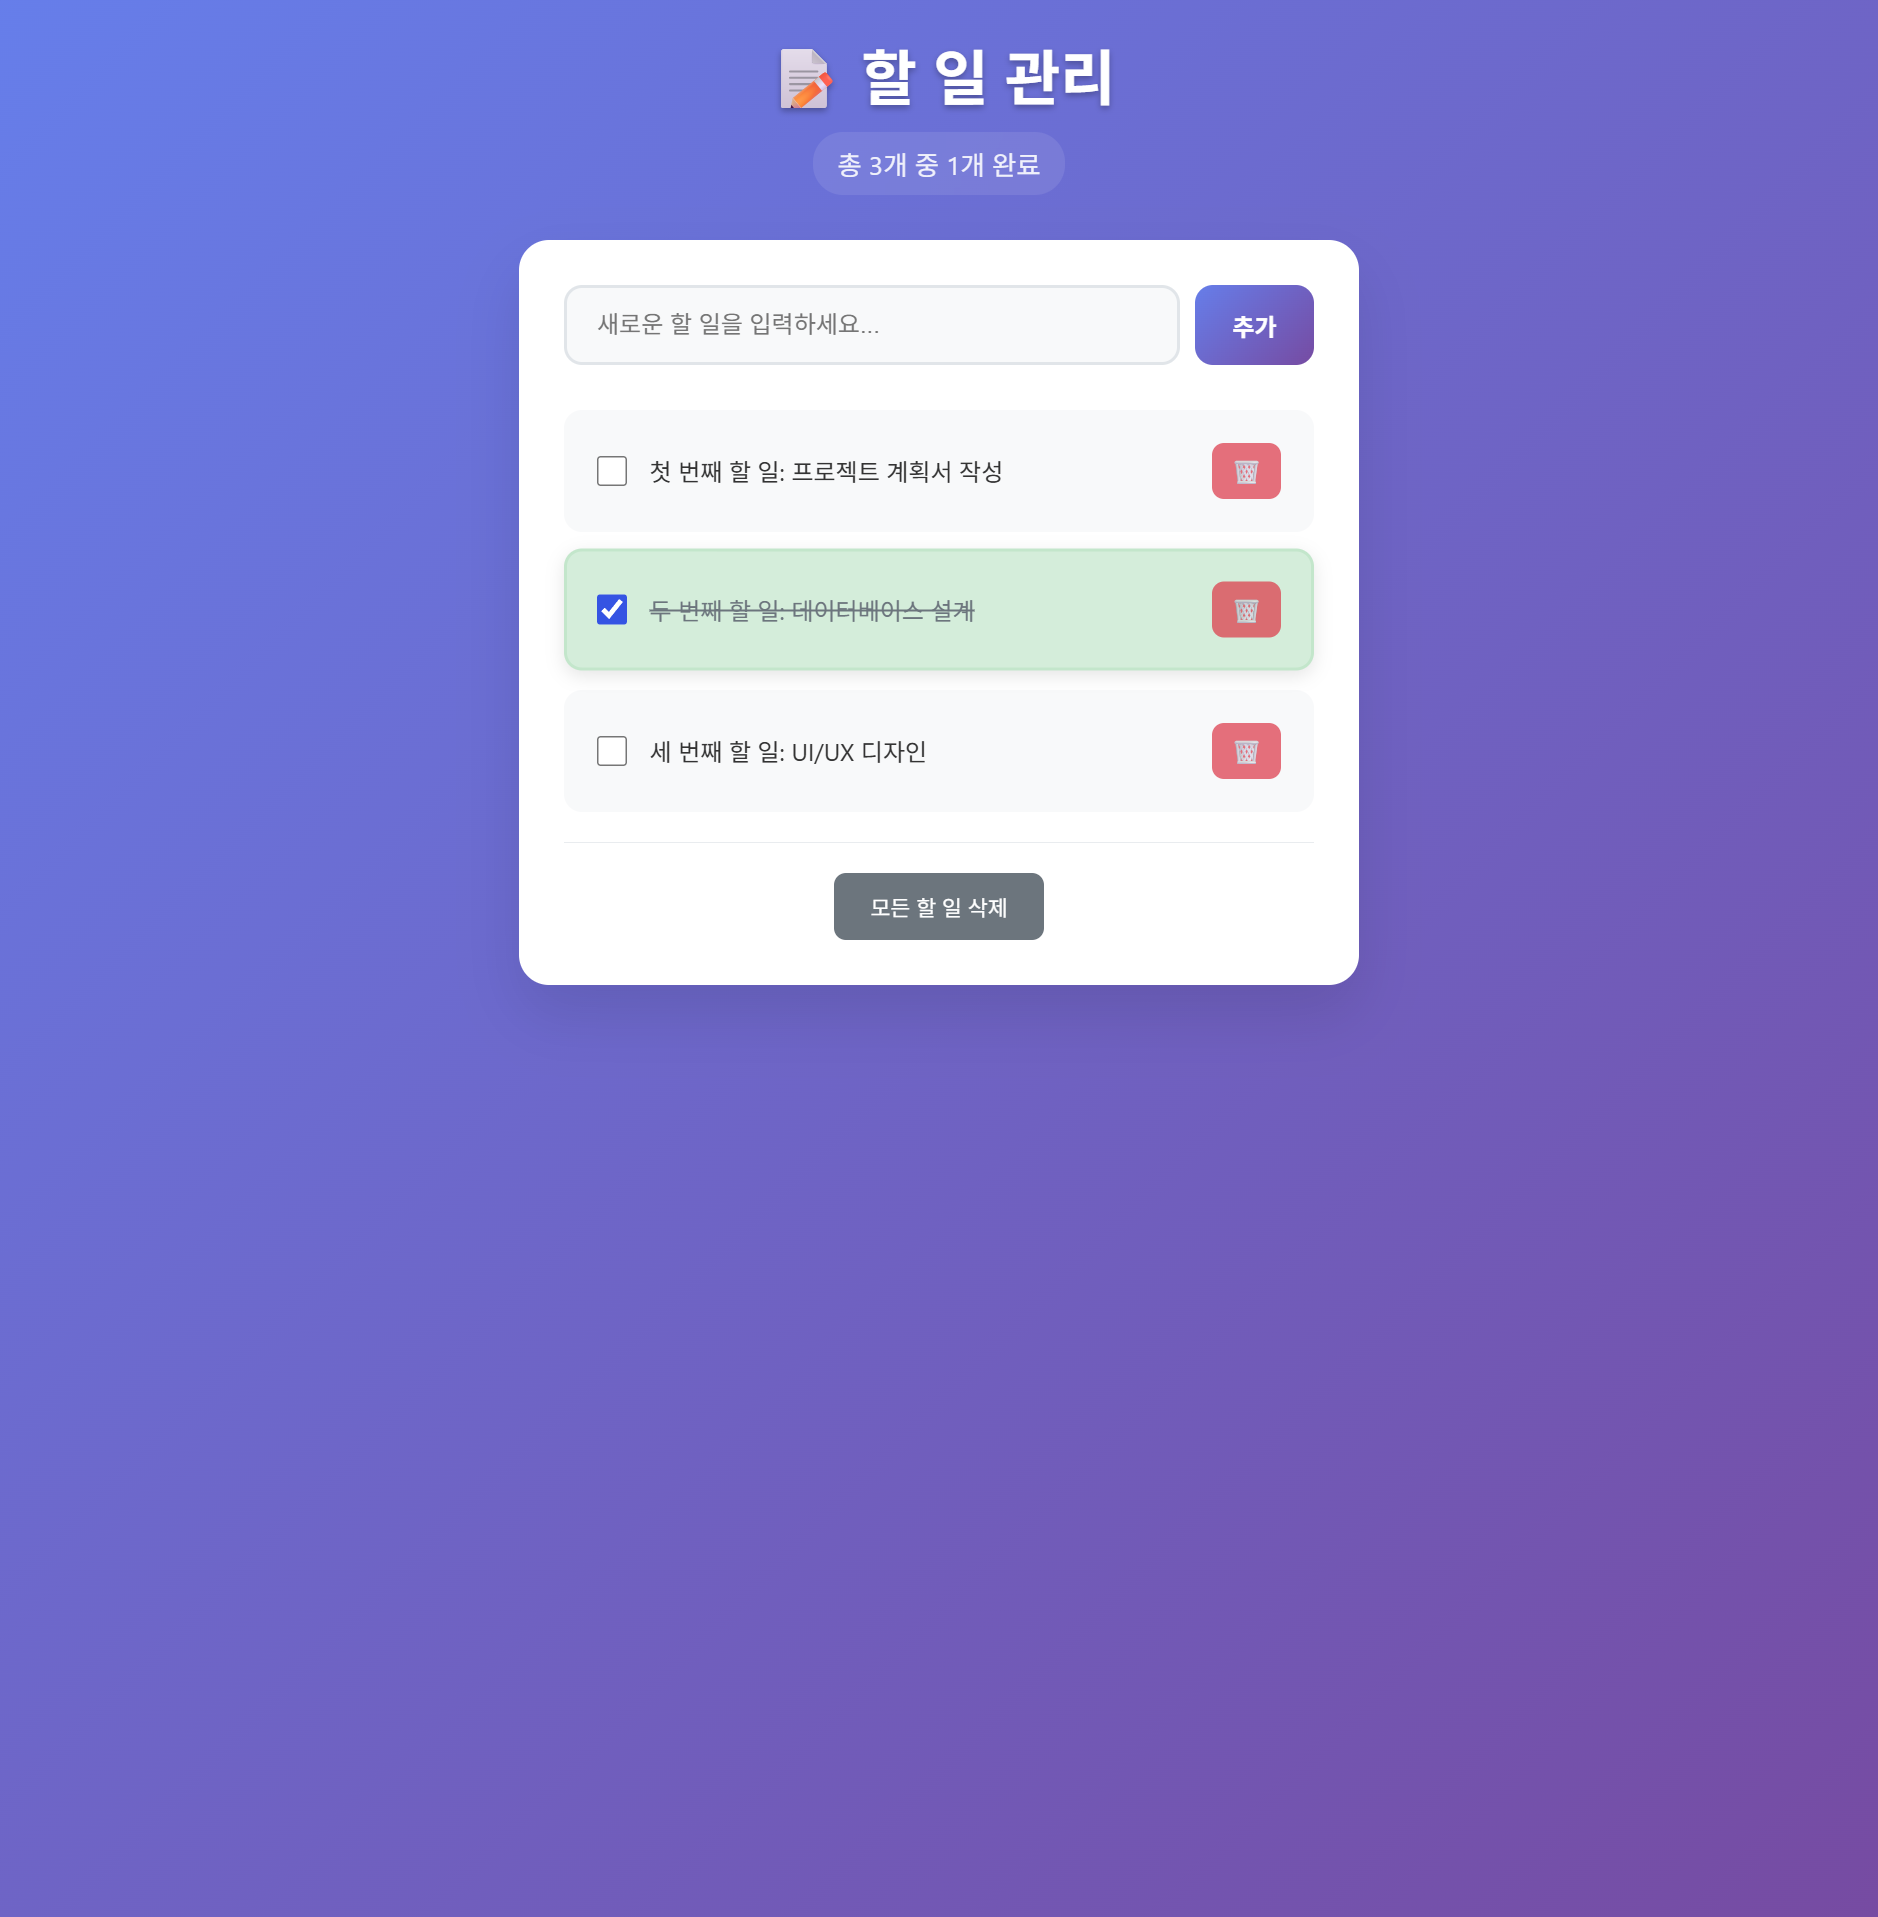 📝 할 일 관리
총 3개 중 1개 완료
새로운 할 일을 입력하세요...
추가
첫 번째 할 일: 프로젝트 계획서 작성
두 번째 할 일: 데이터베이스 설계
세 번째 할 일: UI/UX 디자인
모든 할 일 삭제